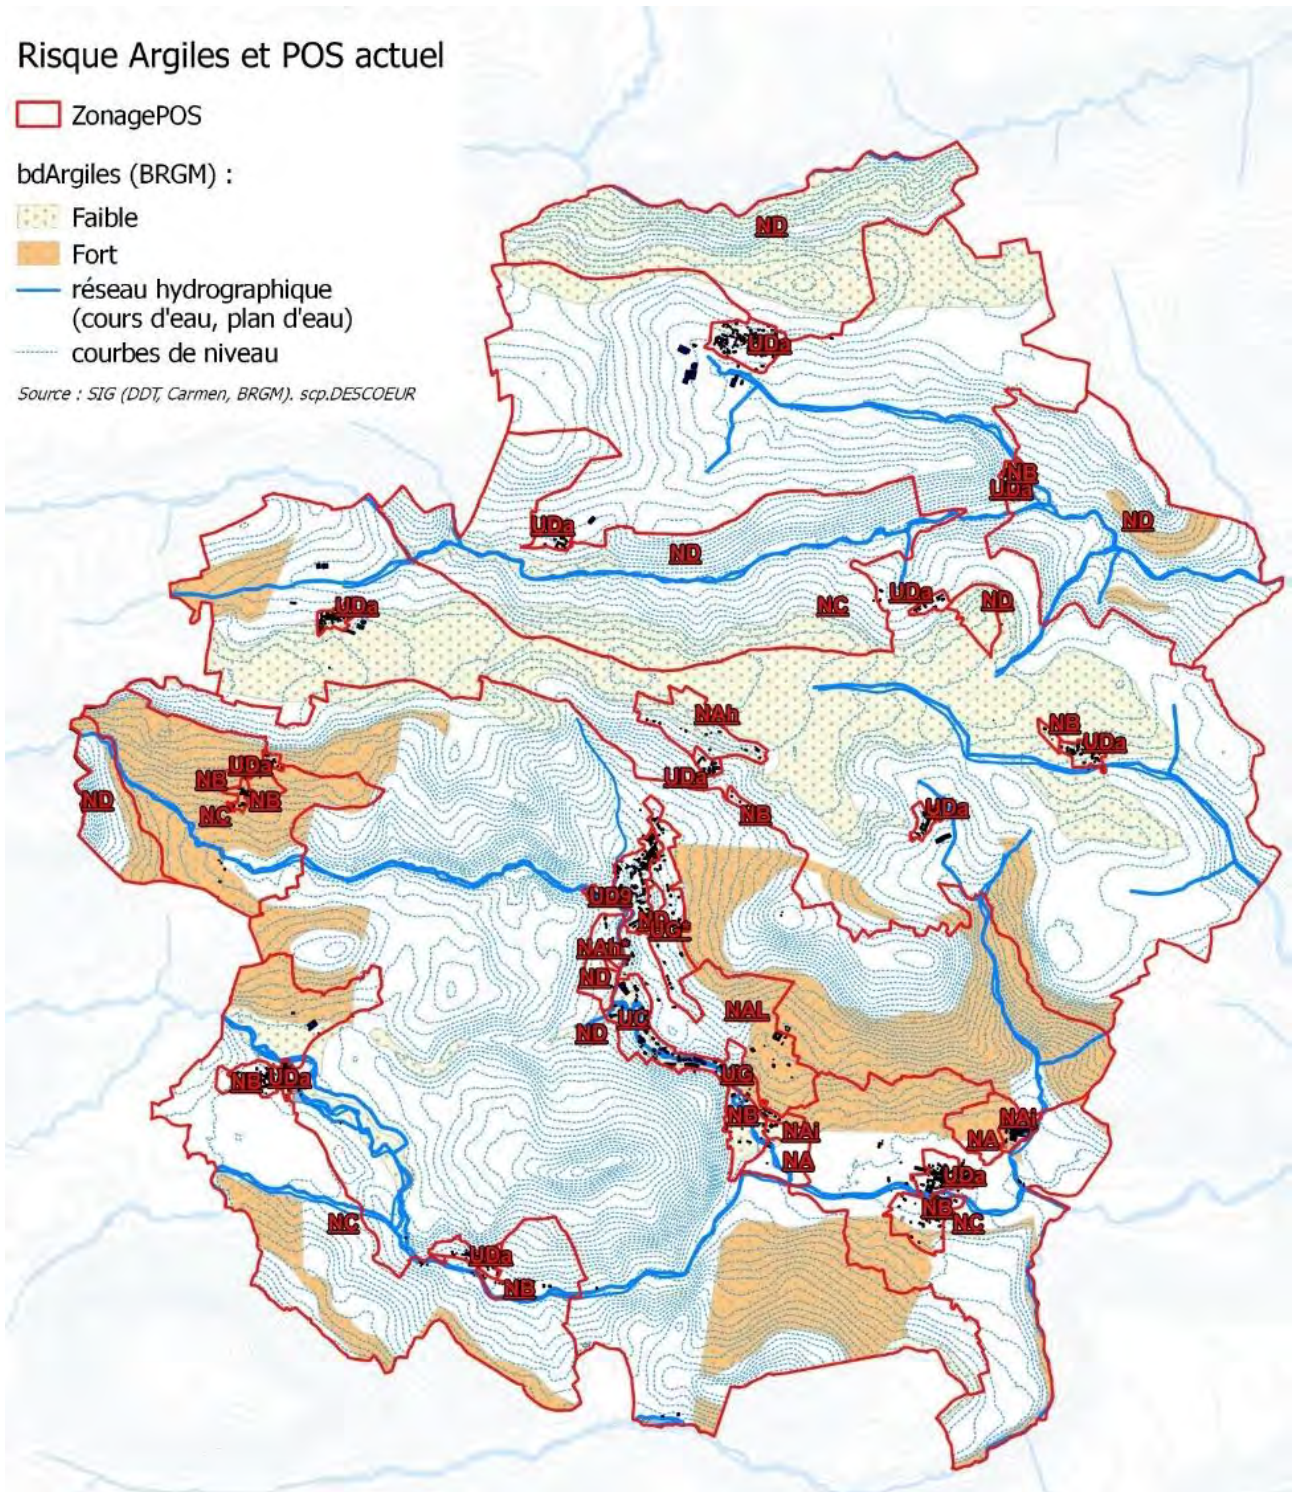 Risque Argiles et POS actuel
ZonagePOS
bdArgiles (BRGM) :
Faible
Fort
réseau hydrographique
(cours d'eau, plan d'eau)
courbes de niveau
Source : SIG (DDT, Carmen, BRGM). scp.DESCOEUR
ND
UDa
NB
UDa
ND
UDa
ND
UDa
ND
NC
UDa
NAh
NB
UDa
UDa
UDa
NB
NB
ND
NC
NB
UDa
UD9
ND
UG*
NAh*
ND
NAL
UC
ND
UG
NB
UDa
NB
NAi
NAi
NA
NA
UDa
NB
NC
NC
UDa
NB